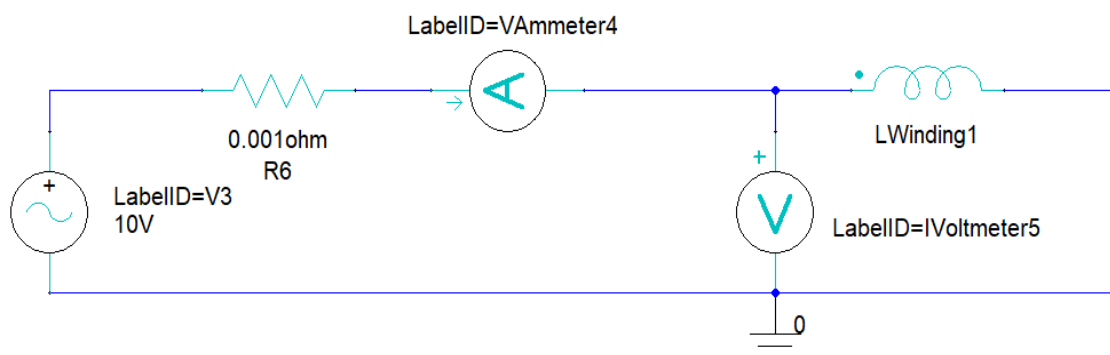 LabelID=VAmmeter4
A
0.001ohm
R6
LWinding1
+
LabelID=V3
10V
+
V
LabelID=IVoltmeter5
0